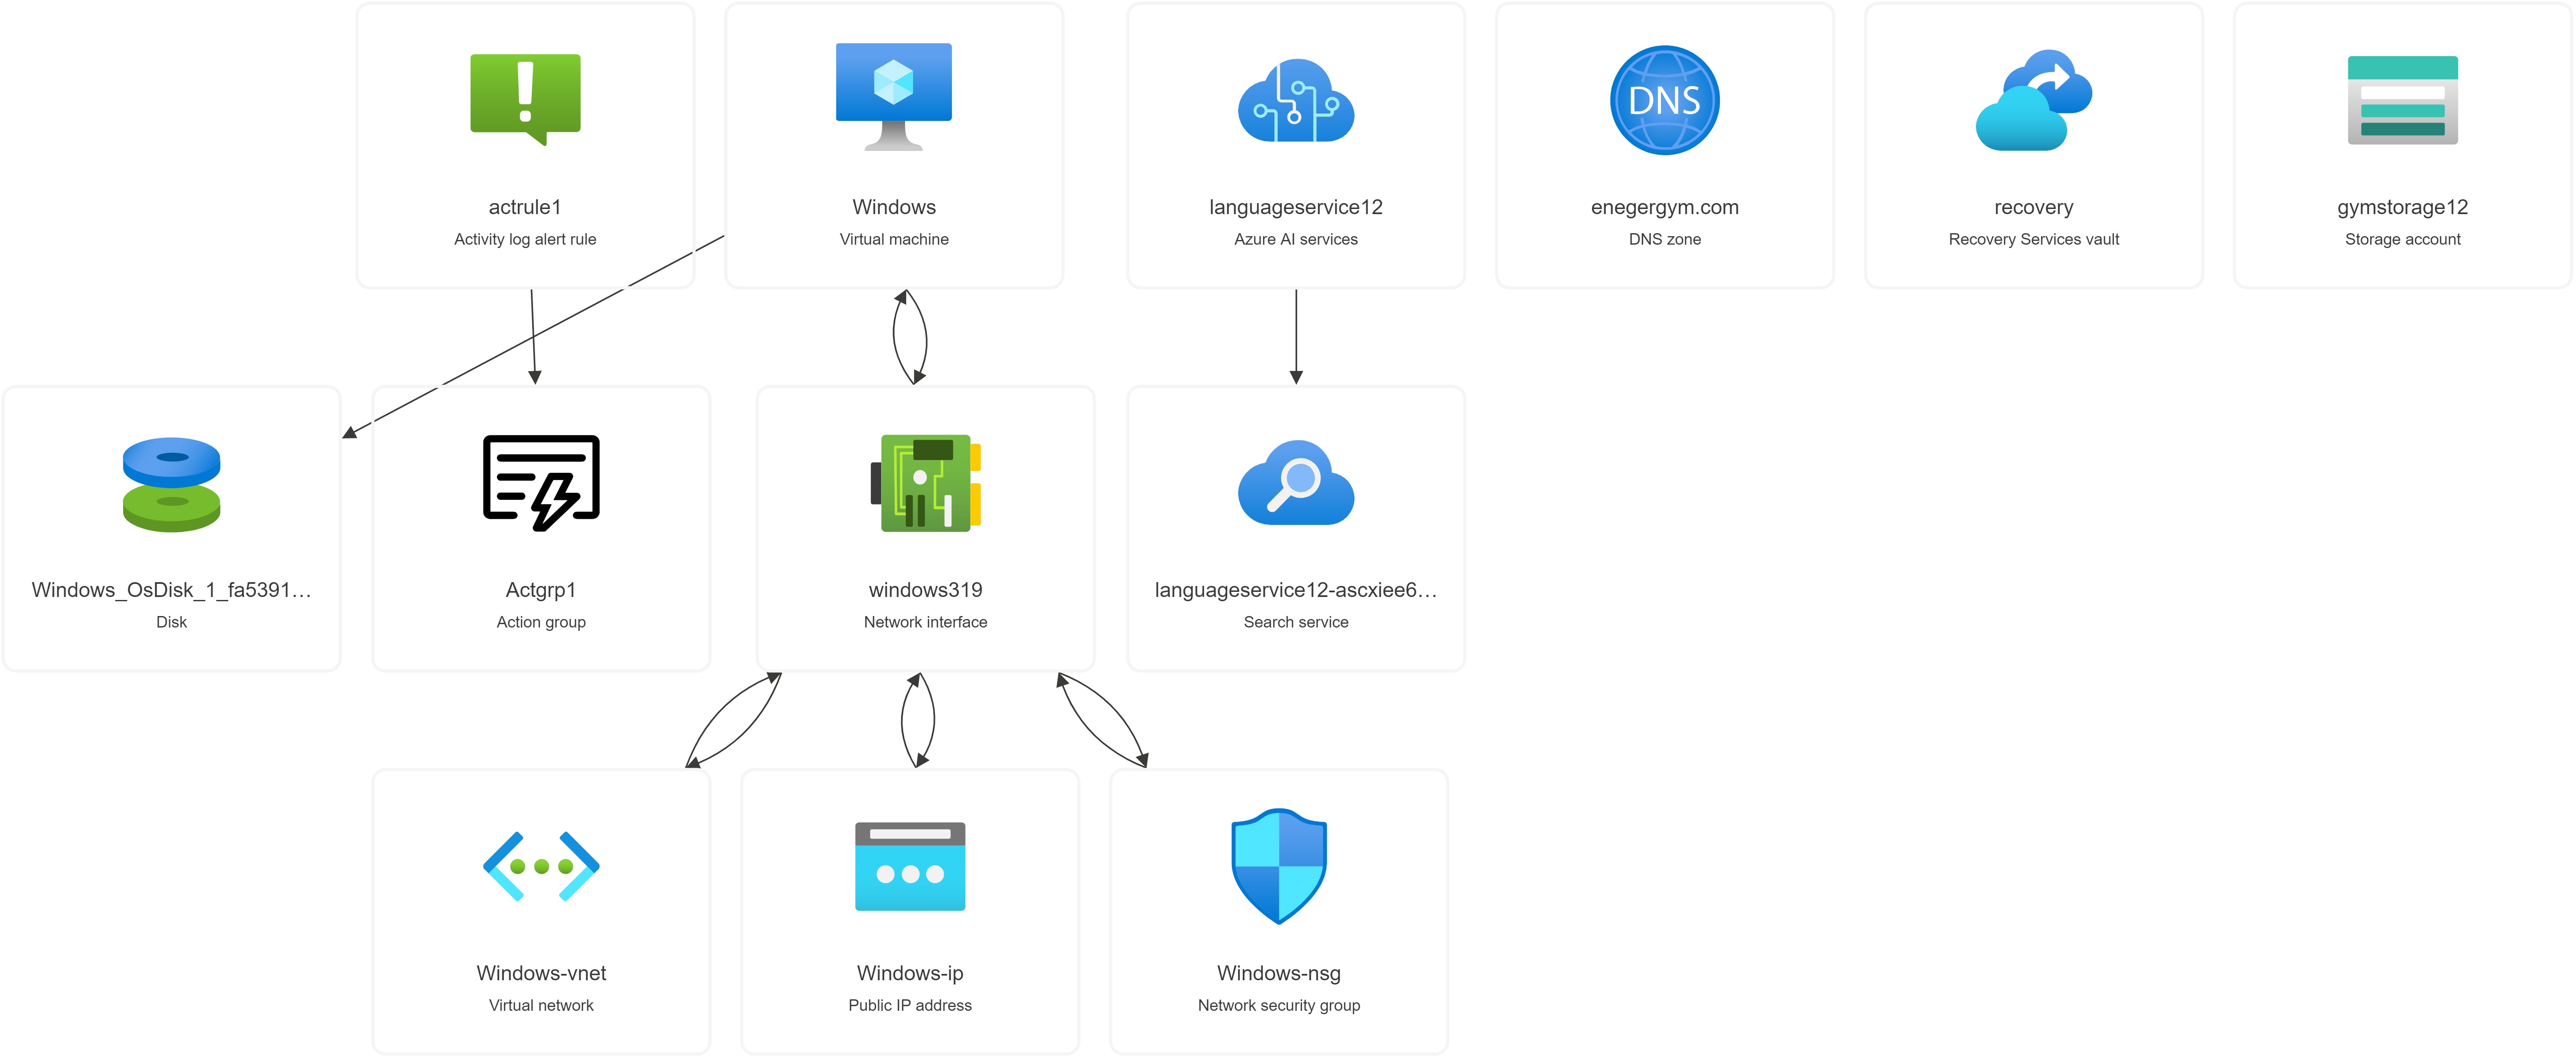 actrule1
Activity log alert rule
Windows
Virtual machine
languageservice12
Azure AI services
DNS
enegergym.com
DNS zone
recovery
Recovery Services vault
gymstorage12
Storage account
Windows_OsDisk_1_fa5391...
Disk
Actgrp1
Action group
windows319
Network interface
languageservice12-ascxiee6...
Search service
Windows-vnet
Virtual network
Windows-ip
Public IP address
Windows-nsg
Network security group